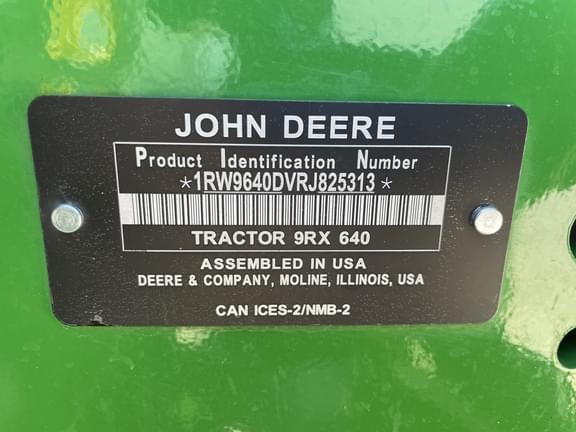 JOHN DEERE
Product Identification Number
*1RW9640DVRJ825313*
TRACTOR 9RX 640
ASSEMBLED IN USA
DEERE & COMPANY, MOLINE, ILLINOIS, USA
CAN ICES-2/NMB-2